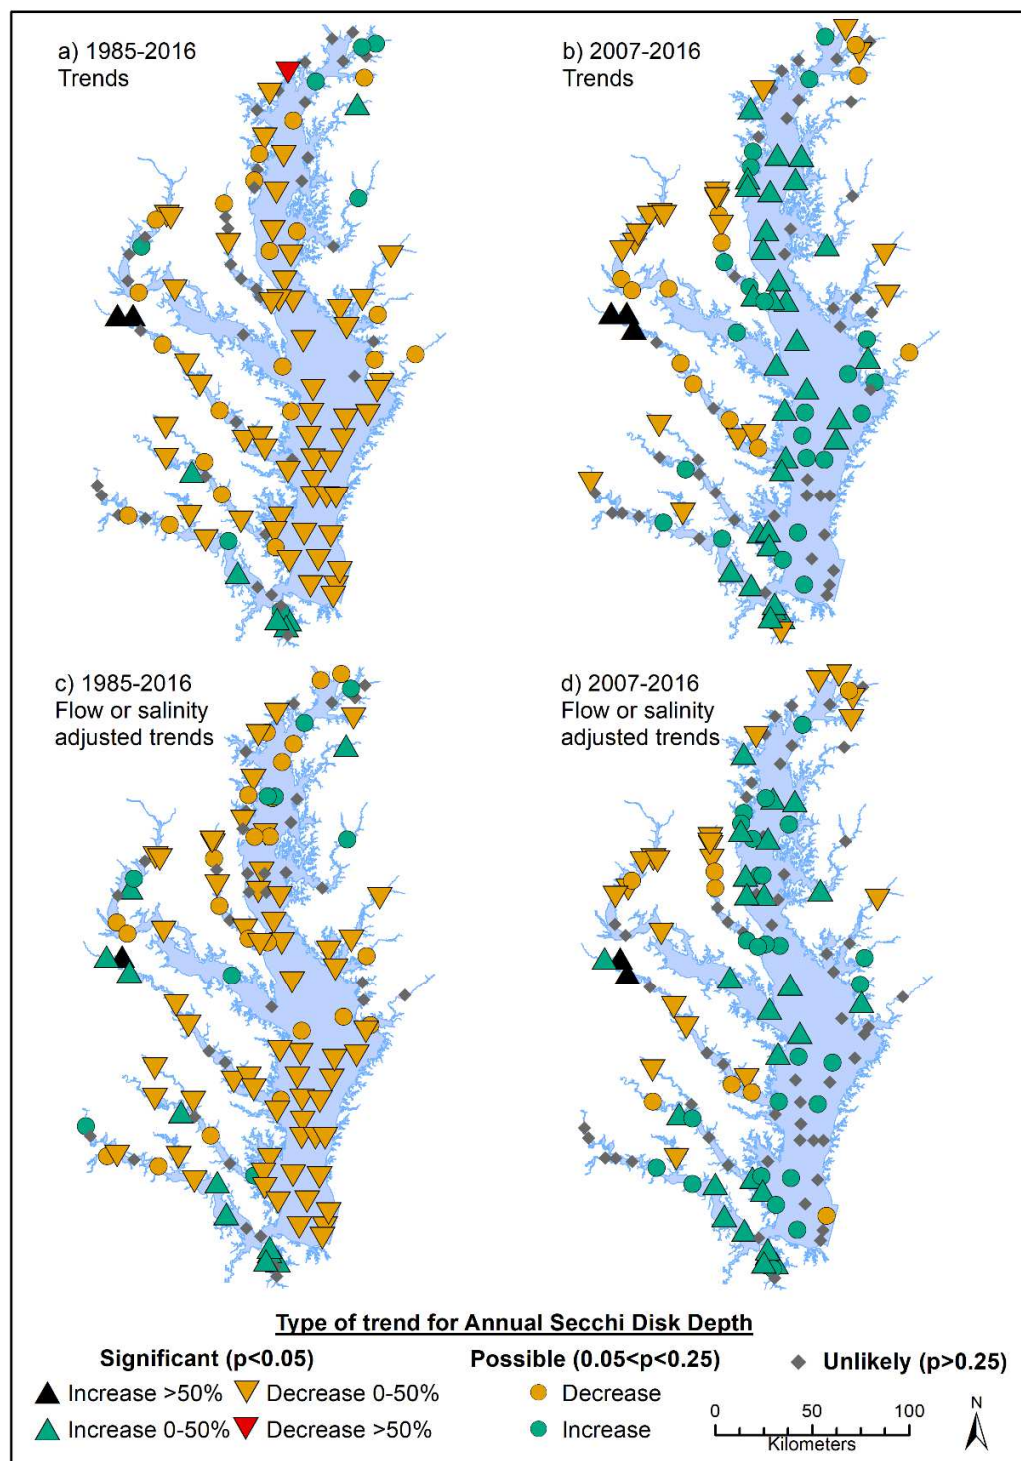 a) 1985-2016
Trends
b) 2007-2016
Trends
c) 1985-2016
Flow or salinity
adjusted trends
d) 2007-2016
Flow or salinity
adjusted trends
Type of trend for Annual Secchi Disk Depth
Significant (p<0.05)
Increase >50%
Decrease 0-50%
Increase 0-50%
Decrease >50%
Possible (0.05<p<0.25)
Decrease
Increase
Unlikely (p>0.25)
0 50 100
Kilometers
N